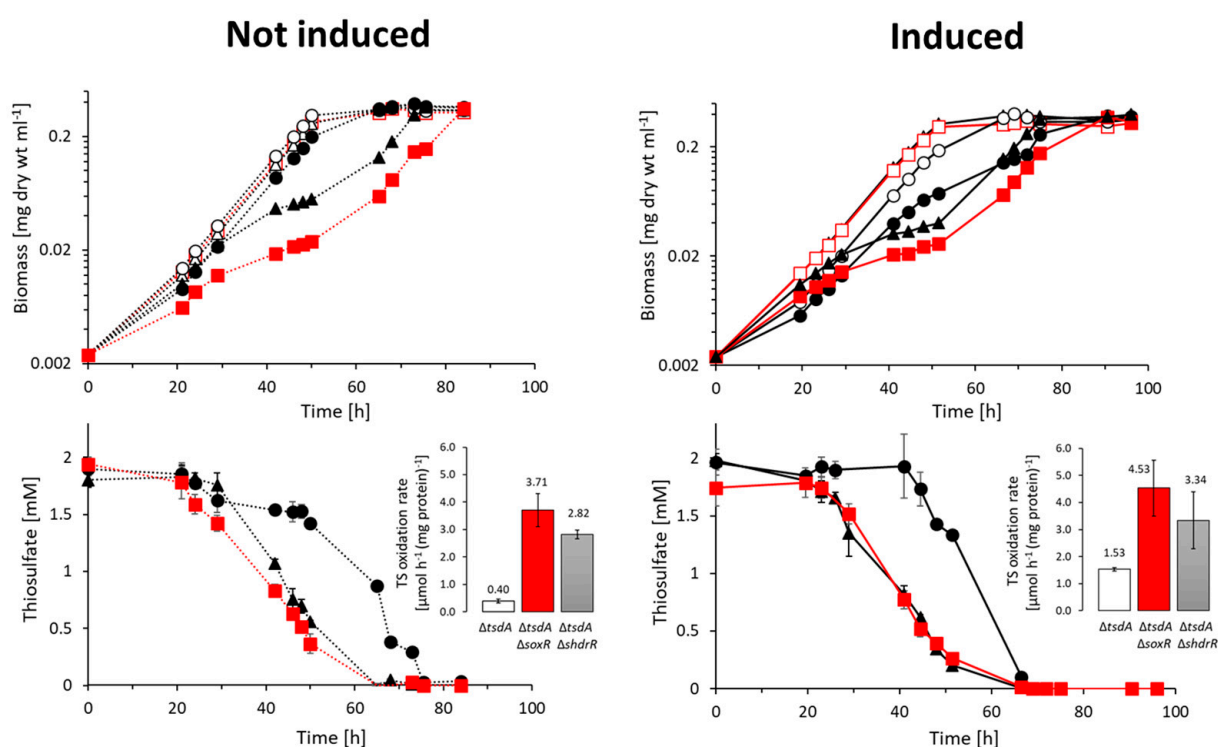 Not induced
Induced
Biomass [mg dry wt ml⁻¹]
0.2
0.02
0.002
0 20 40 60 80 100
Time [h]
Biomass [mg dry wt ml⁻¹]
0.2
0.02
0.002
0 20 40 60 80 100
Time [h]
Thiosulfate [mM]
2
1.5
1
0.5
0
0 20 40 60 80 100
Time [h]
TS oxidation rate
[µmol h⁻¹ (mg protein)⁻¹
6.0
5.0
4.0
3.0
2.0
1.0
0.0
0.40
3.71
2.82
ΔtsdA ΔtsdA ΔtsdA
ΔsoxR ΔshdrR
Thiosulfate [mM]
2
1.5
1
0.5
0
0 20 40 60 80 100
Time [h]
TS oxidation rate
[µmol h⁻¹ (mg protein)⁻¹
6.0
5.0
4.0
3.0
2.0
1.0
0.0
1.53
4.53
3.34
ΔtsdA ΔtsdA ΔtsdA
ΔsoxR ΔshdrR